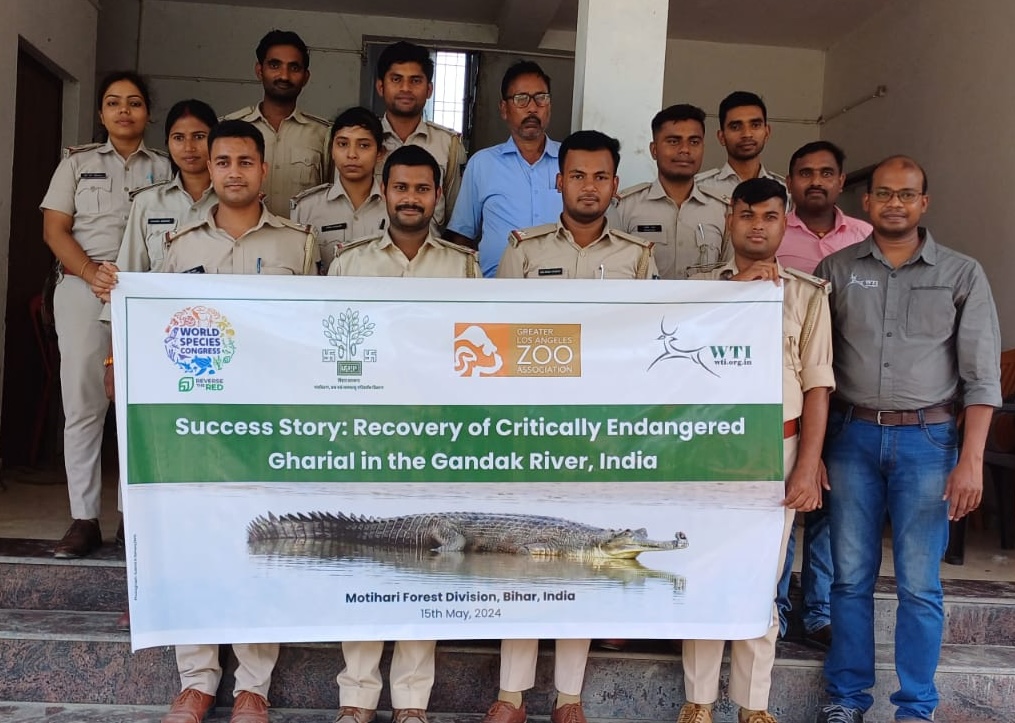 WORLD
SPECIES
CONGRESS
REVERSE
THE RED
GREATER
LOS ANGELES
ZOO
ASSOCIATION
WTI
wti.org.in
Success Story: Recovery of Critically Endangered
Gharial in the Gandak River, India
Motihari Forest Division, Bihar, India
15th May, 2024
WTI